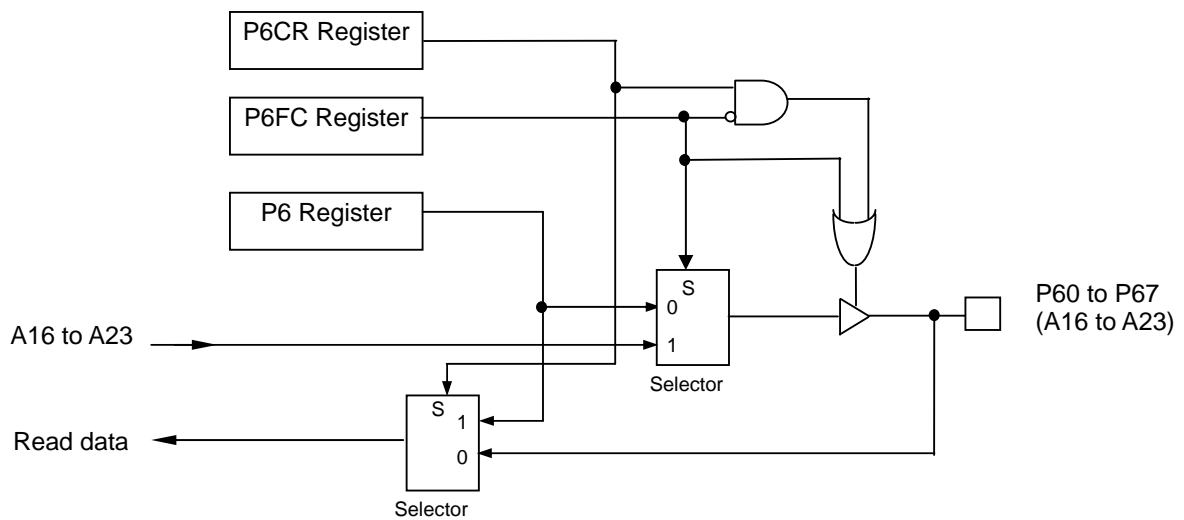 P6CR Register
P6FC Register
P6 Register
S
0
1
Selector
P60 to P67
(A16 to A23)
A16 to A23
S
1
0
Selector
Read data